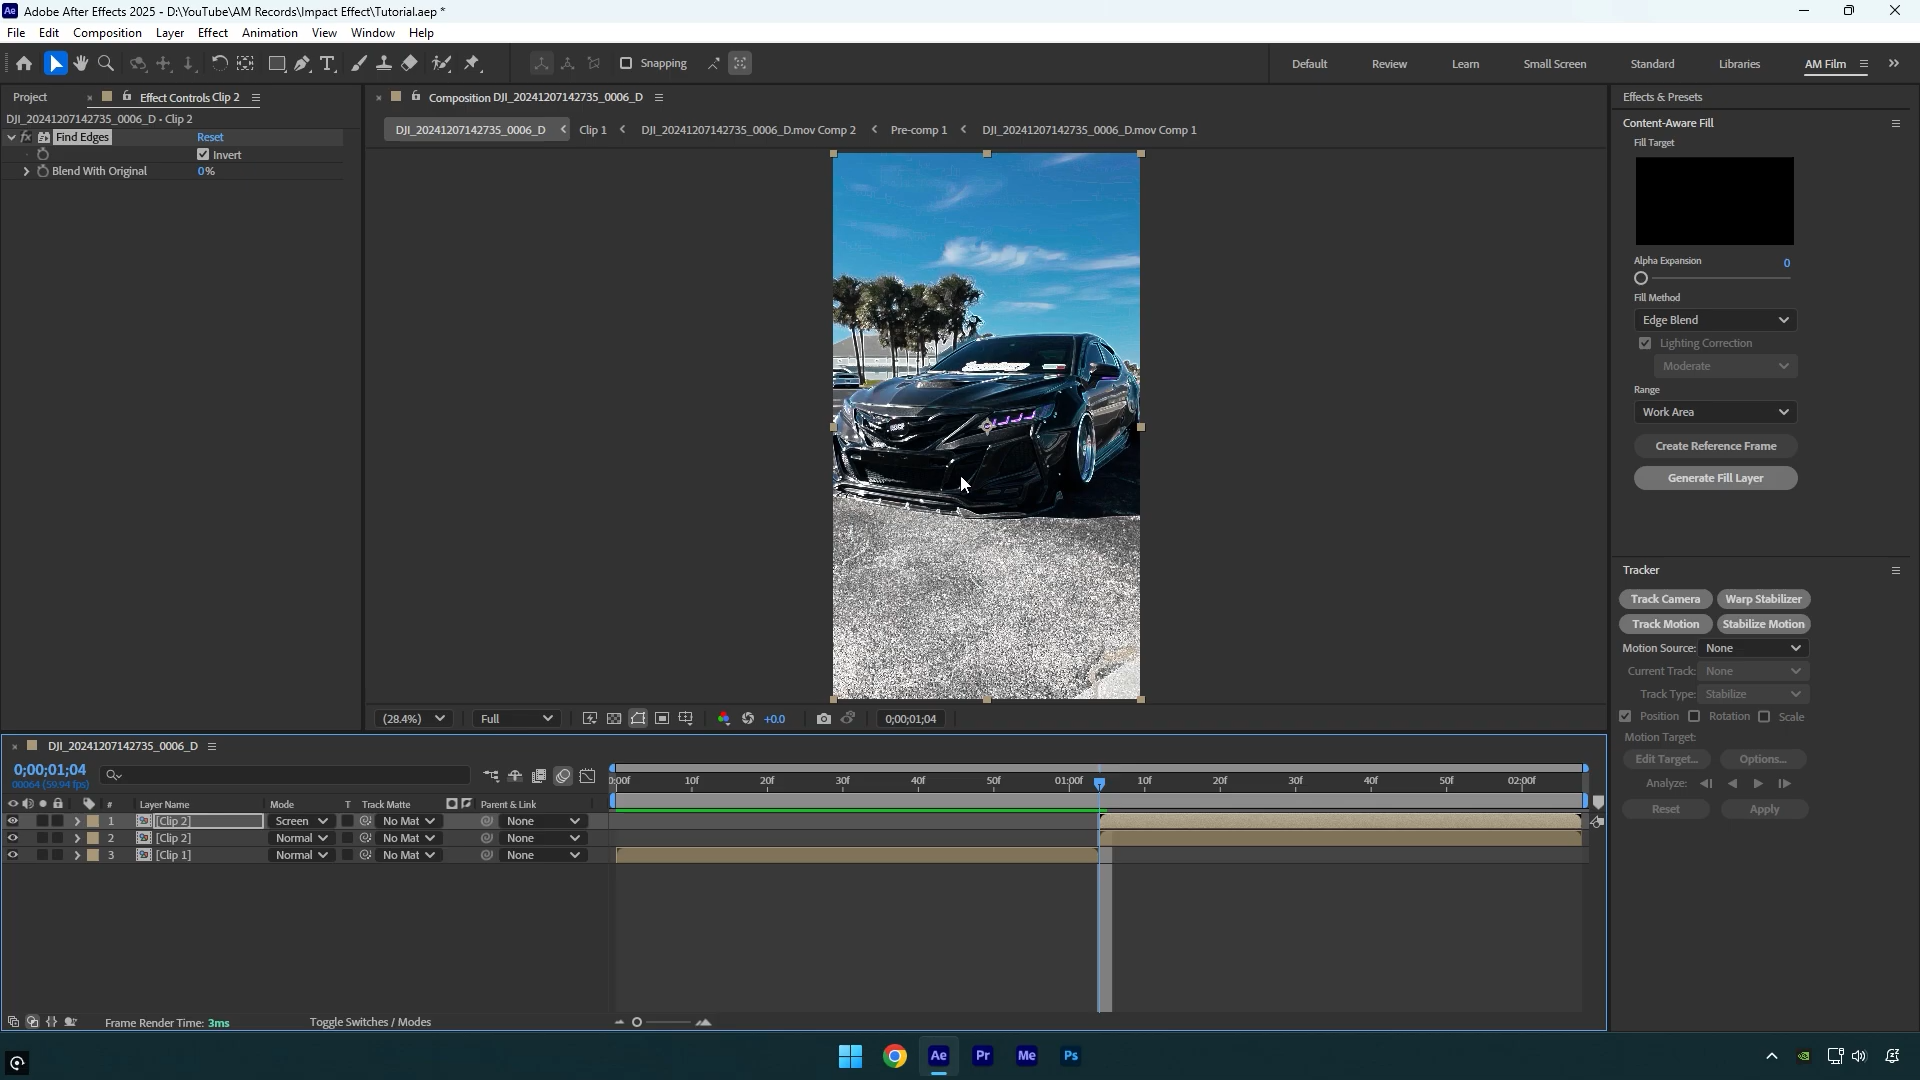 Adobe After Effects 2025 - D:\YouTube\AM Records\Impact Effect\Tutorial.aep *
File Edit Composition Layer Effect Animation View Window Help
Snapping
Default Review Learn Small Screen Standard Libraries AM Film
Project
Effect Controls Clip 2
DJI_20241207142735_0006_D - Clip 2
Find Edges Reset
Invert
Blend With Original 0%
Composition DJI_20241207142735_0006_D
DJI_20241207142735_0006_D Clip 1 DJI_20241207142735_0006_D.mov Comp 2 Pre-comp 1 DJI_20241207142735_0006_D.mov Comp 1
(28.4%) Full +0.0 0;00;01;04
Effects & Presets
Content-Aware Fill
Fill Target
Alpha Expansion 0
Fill Method
Edge Blend
Lighting Correction
Moderate
Range
Work Area
Create Reference Frame
Generate Fill Layer
Tracker
Track Camera Warp Stabilizer
Track Motion Stabilize Motion
Motion Source: None
Current Track: None
Track Type: Stabilize
Position Rotation Scale
Motion Target:
Edit Target... Options...
Analyze:
Reset Apply
DJI_20241207142735_0006_D
0;00;01;04
00064 (59.94 fps)
0:00f 10f 20f 30f 40f 50f 01:00f 10f 20f 30f 40f 50f 02:00f
# Layer Name Mode T Track Matte Parent & Link
1 [Clip 2] Screen No Mat None
2 [Clip 2] Normal No Mat None
3 [Clip 1] Normal No Mat None
Frame Render Time: 3ms Toggle Switches / Modes
Ae Pr Me Ps